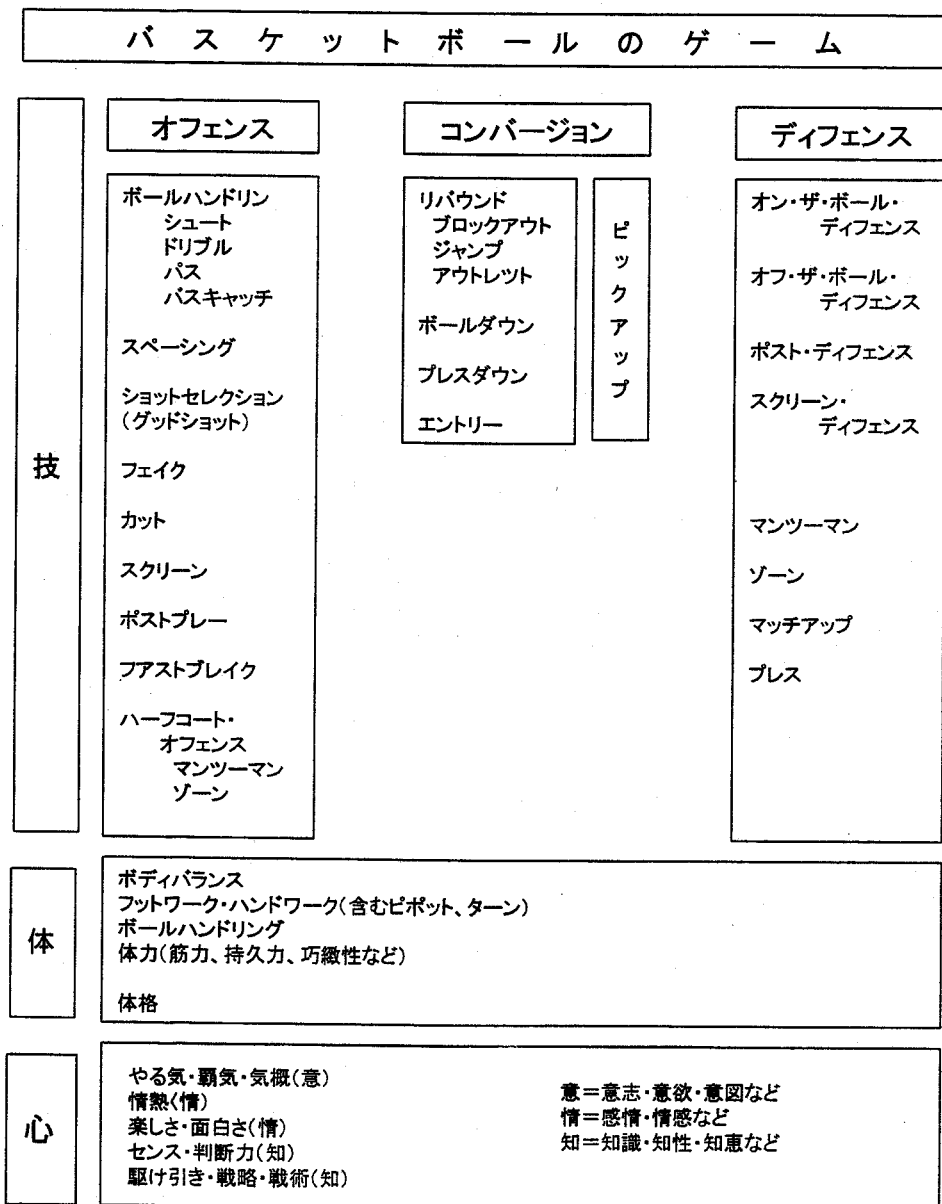 バスケットボールのゲーム
技
オフェンス
ボールハンドリン
シュート
ドリブル
パス
パスキャッチ
スペーシング
ショットセレクション
(グッドショット)
フェイク
カット
スクリーン
ポストプレー
フアストブレイク
ハーフコート・
オフェンス
マンツーマン
ゾーン
コンバージョン
リバウンド
ブロックアウト
ジャンプ
アウトレツト
ボールダウン
プレスダウン
エントリー
ピックアップ
ディフェンス
オン・ザ・ボール・
ディフェンス
オフ・ザ・ボール・
ディフェンス
ポスト・ディフェンス
スクリーン・
ディフェンス
マンツーマン
ゾーン
マッチアップ
プレス
体
ボディバランス
フットワーク・ハンドワーク(含むピボット、ターン)
ボールハンドリング
体力(筋力、持久力、巧緻性など)
体格
心
やる気・覇気・気概(意)
情熱(情)
楽しさ・面白さ(情)
センス・判断力(知)
駆け引き・戦略・戦術(知)
意=意志・意欲・意図など
情=感情・情感など
知=知識・知性・知恵など